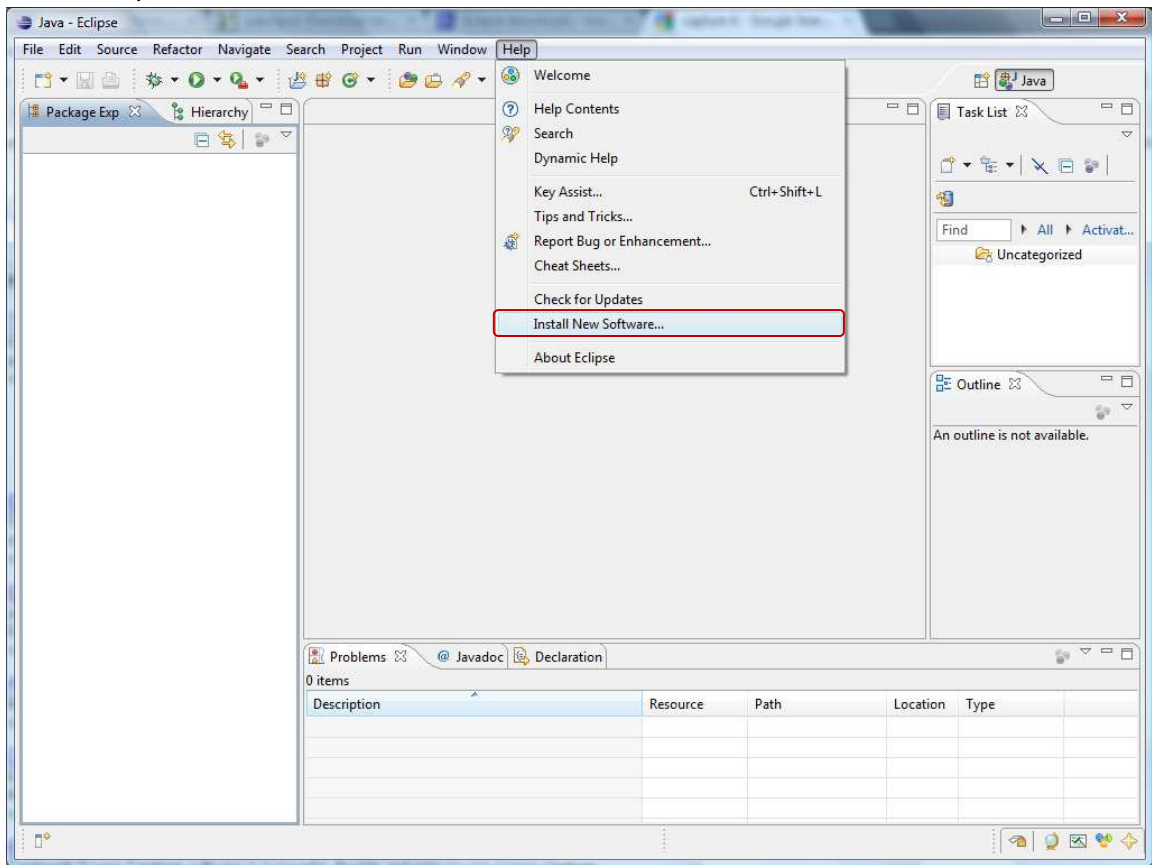 Java - Eclipse
File Edit Source Refactor Navigate Search Project Run Window Help
Java
Package Exp
Hierarchy
Welcome
Help Contents
Search
Dynamic Help
Key Assist... Ctrl+Shift+L
Tips and Tricks...
Report Bug or Enhancement...
Cheat Sheets...
Check for Updates
Install New Software...
About Eclipse
Task List
Find All Activat...
Uncategorized
Outline
An outline is not available.
Problems @ Javadoc Declaration
0 items
Description Resource Path Location Type